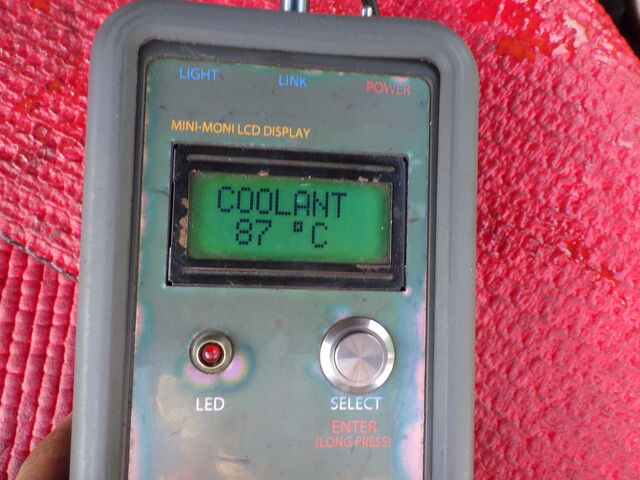 LIGHT LINK POWER
MINI-MONI LCD DISPLAY
COOLANT
87 °C
LED SELECT
ENTER
(LONG PRESS)